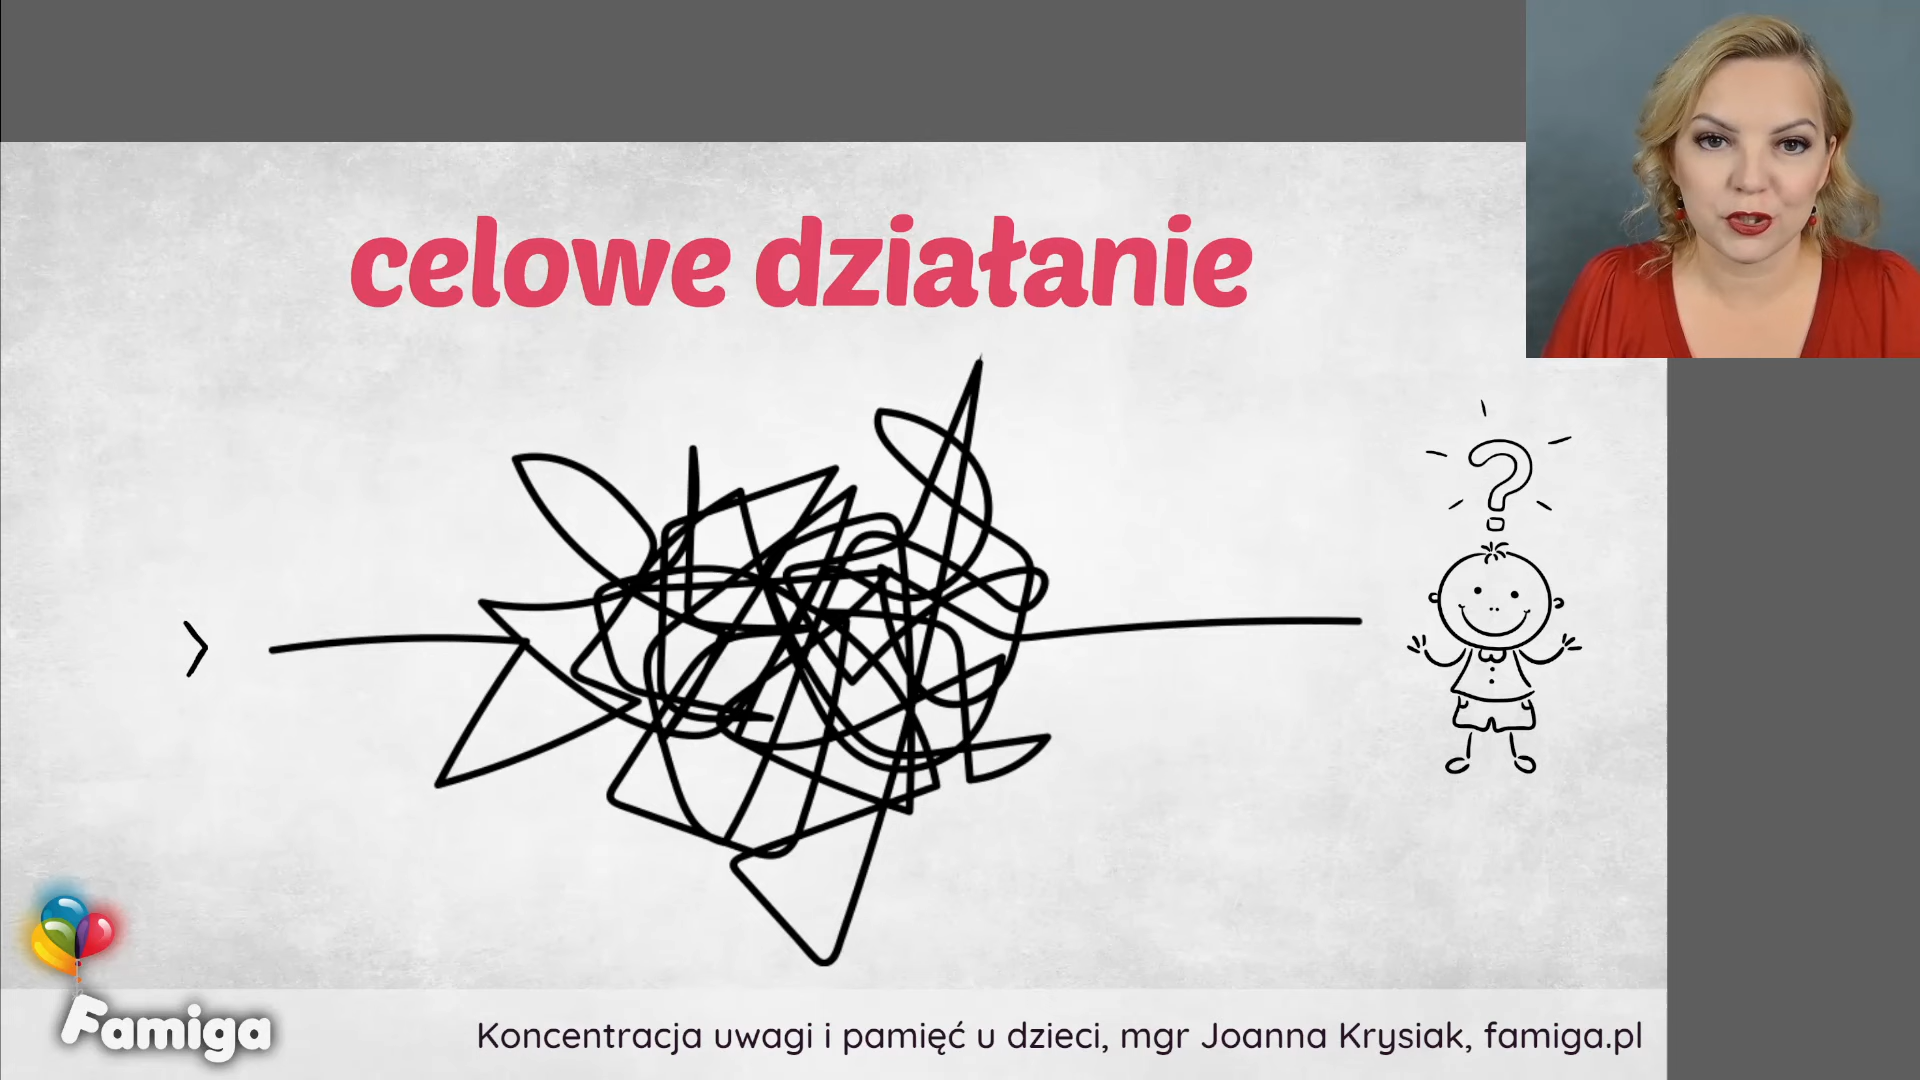 celowe działanie
?
Famiga
Koncentracja uwagi i pamięć u dzieci, mgr Joanna Krysiak, famiga.pl